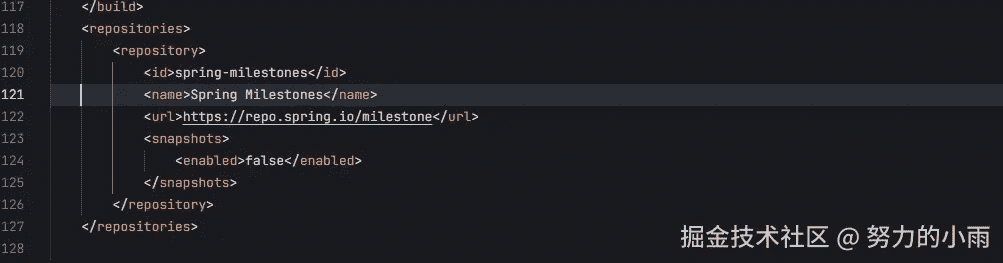 117 </build>
118 <repositories>
119 <repository>
120 <id>spring-milestones</id>
121 <name>Spring Milestones</name>
122 <url>https://repo.spring.io/milestone</url>
123 <snapshots>
124 <enabled>false</enabled>
125 </snapshots>
126 </repository>
127 </repositories>
128
掘金技术社区 @ 努力的小雨